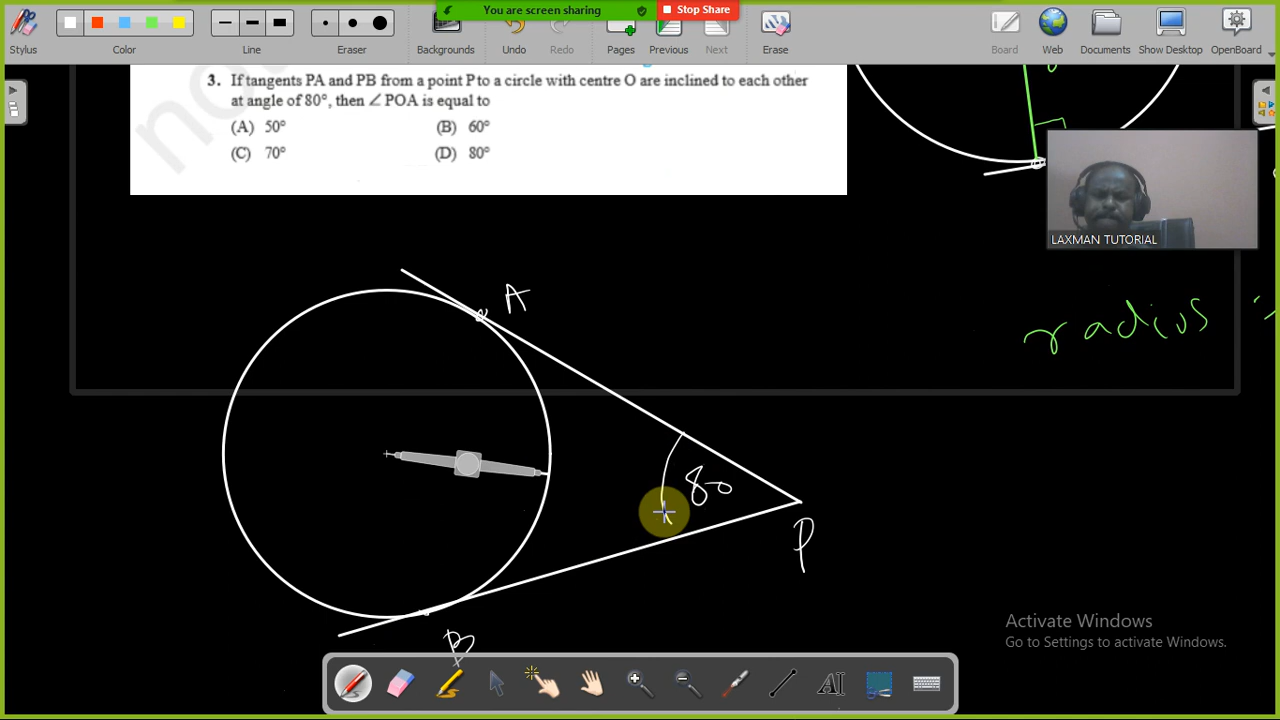 You are screen sharing
Stop Share
Stylus
Color
Line
Eraser
Backgrounds
Undo
Redo
Pages
Previous
Next
Erase
Board
Web
Documents
Show Desktop
OpenBoard
3. If tangents PA and PB from a point P to a circle with centre O are inclined to each other
at angle of 80°, then ∠ POA is equal to
(A) 50° (B) 60°
(C) 70° (D) 80°
no
LAXMAN TUTORIAL
A
radius =
80
P
B
Activate Windows
Go to Settings to activate Windows.
AI